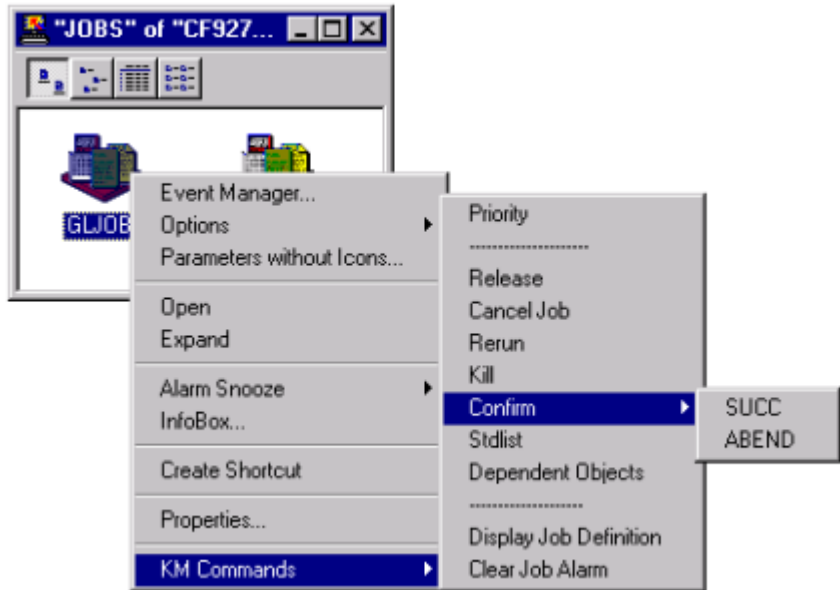 "JOBS" of "CF927...
GLJOB
Event Manager...
Options
Parameters without Icons...
Open
Expand
Alarm Snooze
InfoBox...
Create Shortcut
Properties...
KM Commands
Priority
--------------------
Release
Cancel Job
Rerun
Kill
Confirm
Stdlist
Dependent Objects
-------------------
Display Job Definition
Clear Job Alarm
SUCC
ABEND